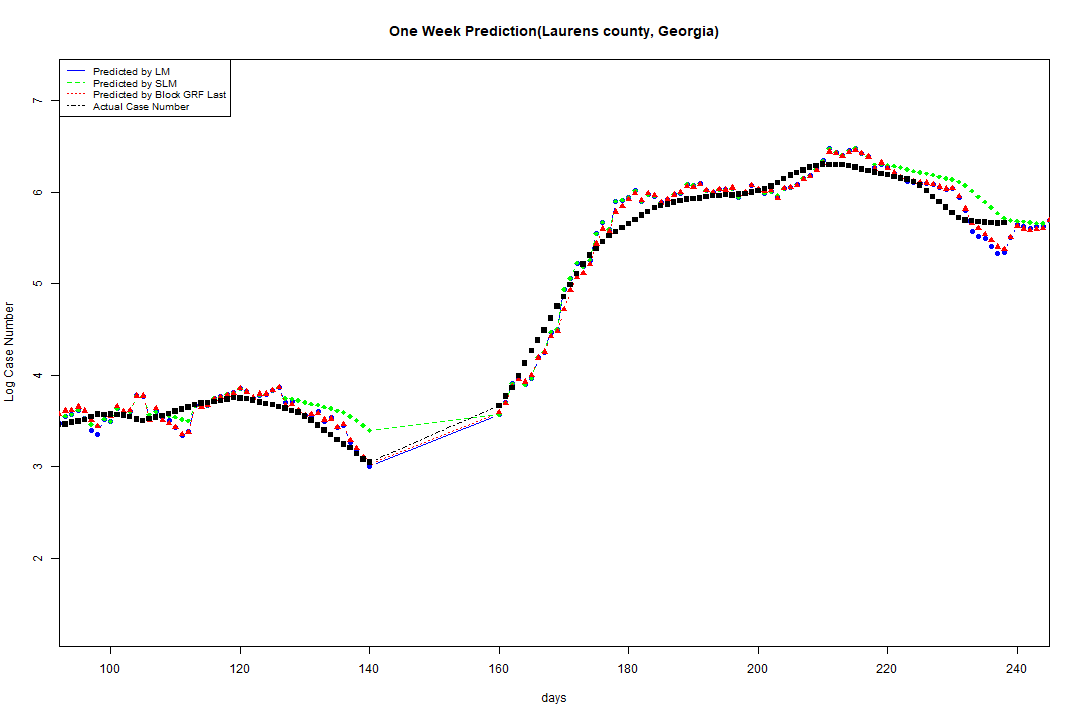 One Week Prediction(Laurens county, Georgia)
Predicted by LM
Predicted by SLM
Predicted by Block GRF Last
Actual Case Number
7
6
5
4
3
2
Log Case Number
100 120 140 160 180 200 220 240
days